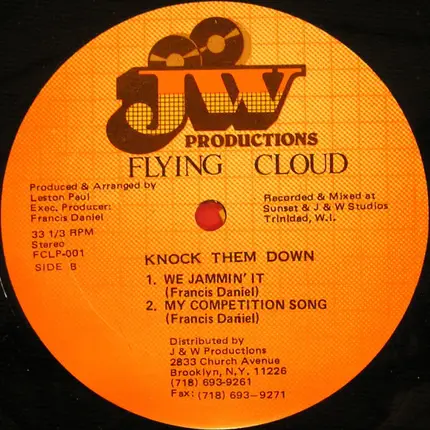 JW
PRODUCTIONS
FLYING CLOUD
Produced & Arranged by
Leston Paul
Exec. Producer:
Francis Daniel
33 1/3 RPM
Stereo
FCLP-001
SIDE B
Recorded & Mixed at
Sunset & J & W Studios
Trinidad, W.I.
KNOCK THEM DOWN
1. WE JAMMIN' IT
(Francis Daniel)
2. MY COMPETITION SONG
(Francis Daniel)
Distributed by
J & W Productions
2833 Church Avenue
Brooklyn, N.Y. 11226
(718) 693-9261
Fax: (718) 693-9271